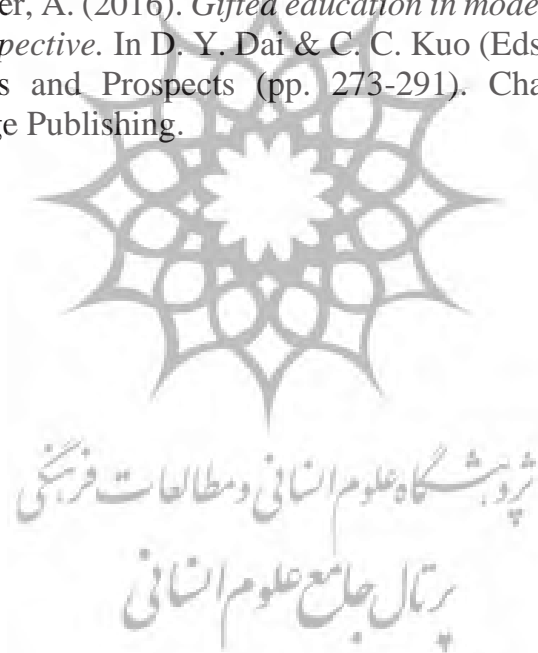 er, A. (2016). Gifted education in mode
pective. In D. Y. Dai & C. C. Kuo (Eds
s and Prospects (pp. 273-291). Cha
ge Publishing.
پژوهشگاه علوم انسانی و مطالعات فرهنگی
پرتال جامع علوم انسانی